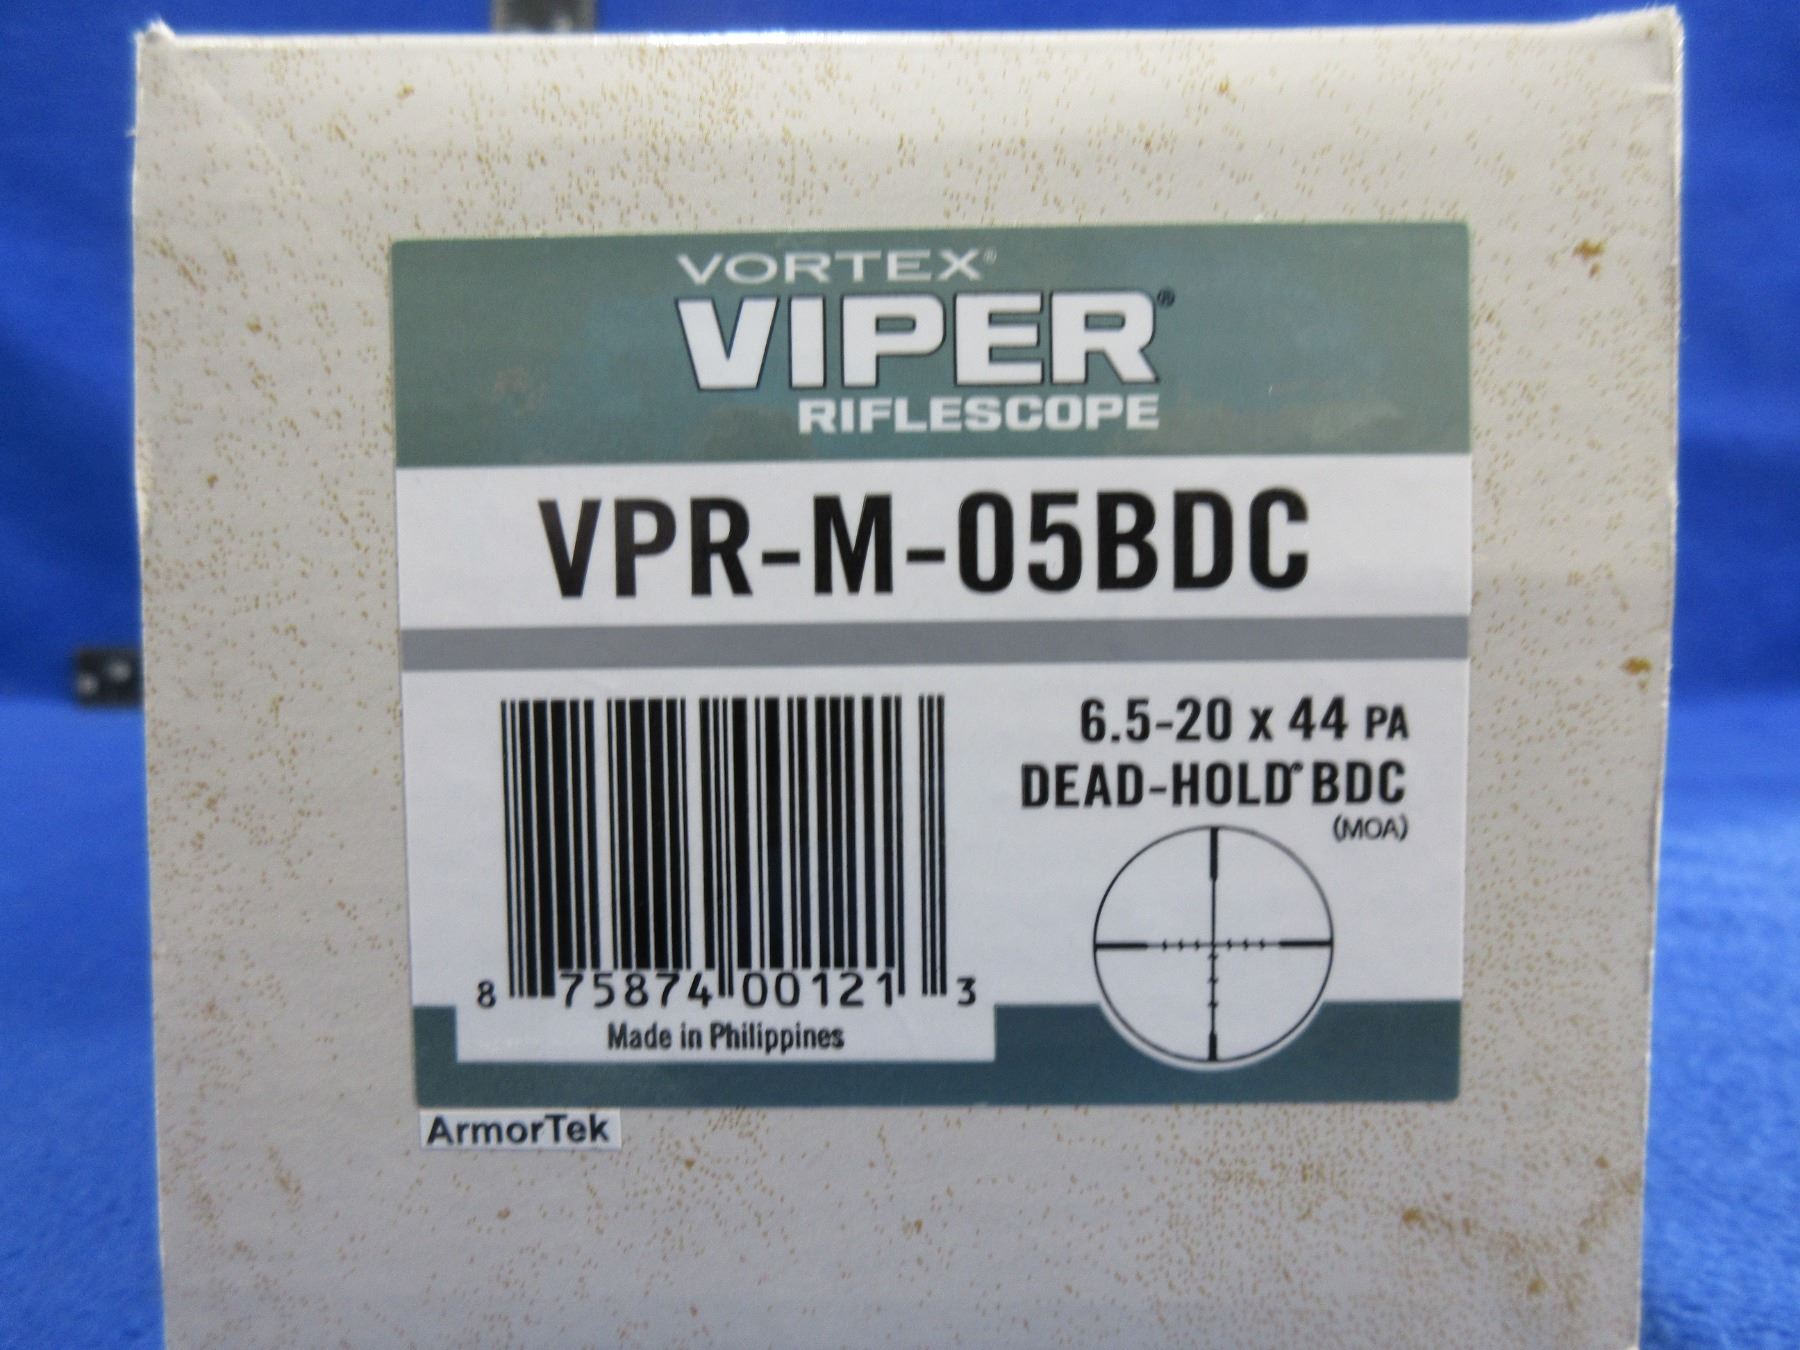 VORTEX®
VIPER®
RIFLESCOPE
VPR-M-05BDC
6.5-20 x 44 PA
DEAD-HOLD® BDC
(MOA)
8 75874 00121 3
Made in Philippines
ArmorTek